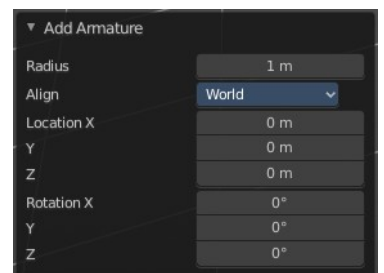 Add Armature
Radius 1 m
Align World
Location X 0 m
Y 0 m
Z 0 m
Rotation X 0°
Y 0°
Z 0°